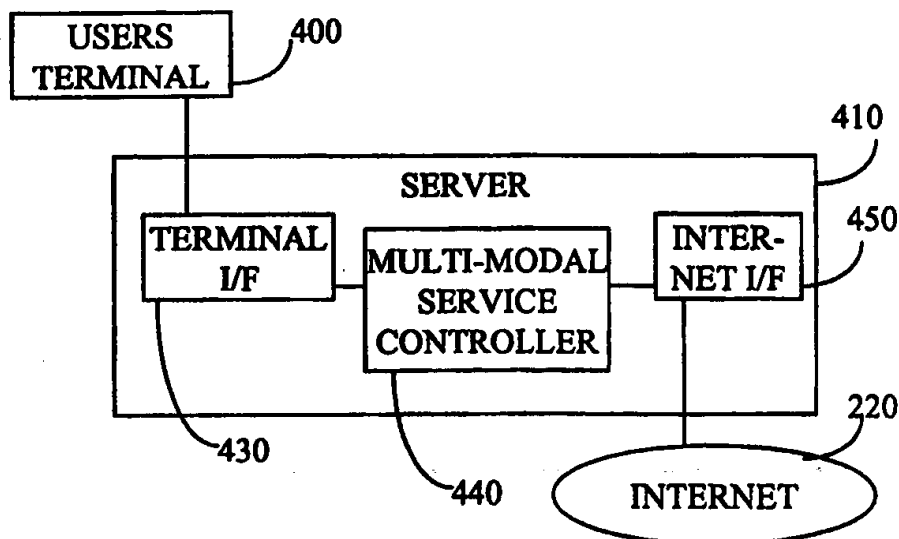 USERS
TERMINAL
400
410
SERVER
TERMINAL
I/F
MULTI-MODAL
SERVICE
CONTROLLER
INTER-
NET I/F
450
430
440
220
INTERNET